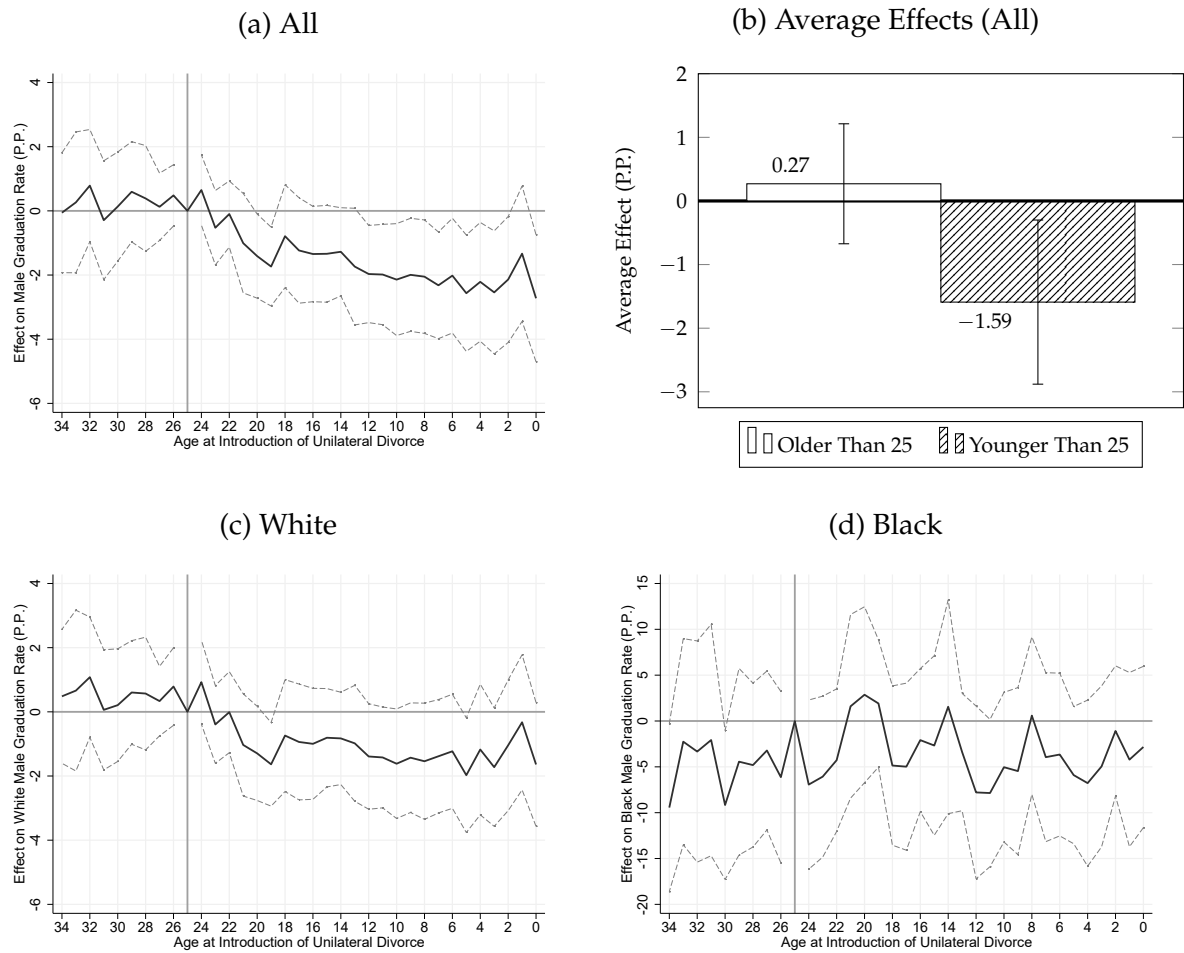 (a) All
Effect on Male Graduation Rate (P.P.)
4
2
0
-2
-4
-6
34 32 30 28 26 24 22 20 18 16 14 12 10 8 6 4 2 0
Age at Introduction of Unilateral Divorce
(b) Average Effects (All)
Average Effect (P.P.)
2
1
0
−1
−2
−3
0.27
−1.59
Older Than 25 Younger Than 25
(c) White
Effect on White Male Graduation Rate (P.P.)
4
2
0
-2
-4
-6
34 32 30 28 26 24 22 20 18 16 14 12 10 8 6 4 2 0
Age at Introduction of Unilateral Divorce
(d) Black
Effect on Black Male Graduation Rate (P.P.)
15
10
5
0
-5
-10
-15
-20
34 32 30 28 26 24 22 20 18 16 14 12 10 8 6 4 2 0
Age at Introduction of Unilateral Divorce